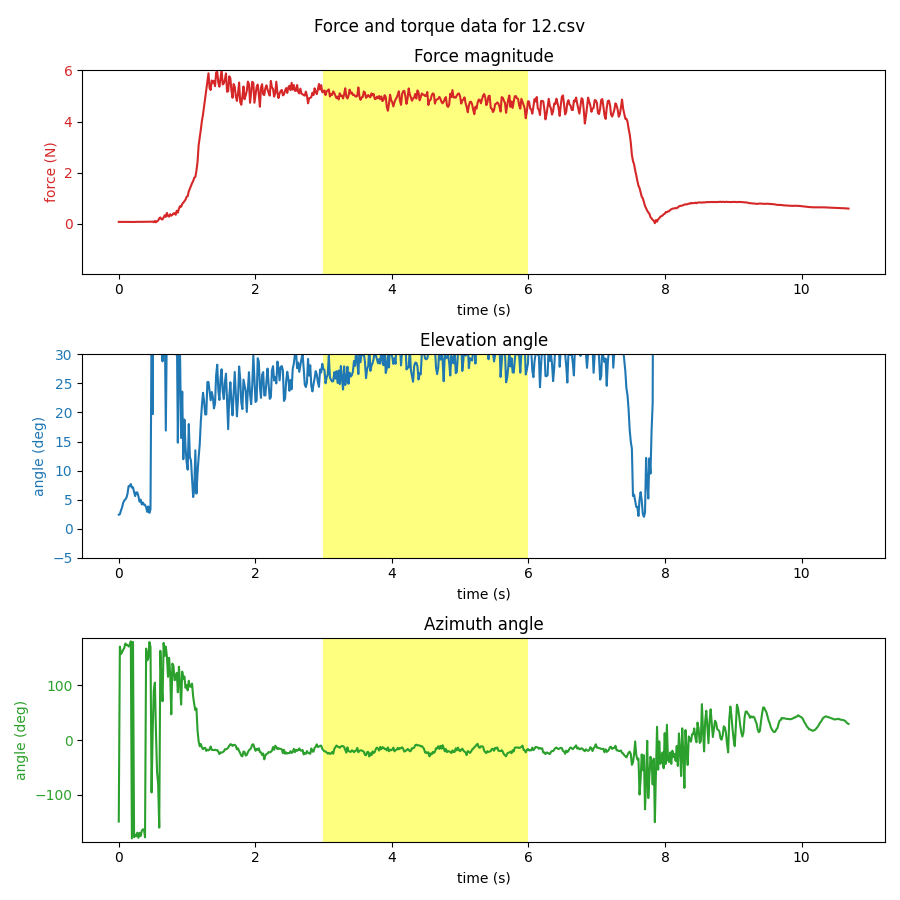 Force and torque data for 12.csv
Force magnitude
6
4
2
0
force (N)
0 2 4 6 8 10
time (s)
Elevation angle
30
25
20
15
10
5
0
−5
angle (deg)
0 2 4 6 8 10
time (s)
Azimuth angle
100
0
−100
angle (deg)
0 2 4 6 8 10
time (s)